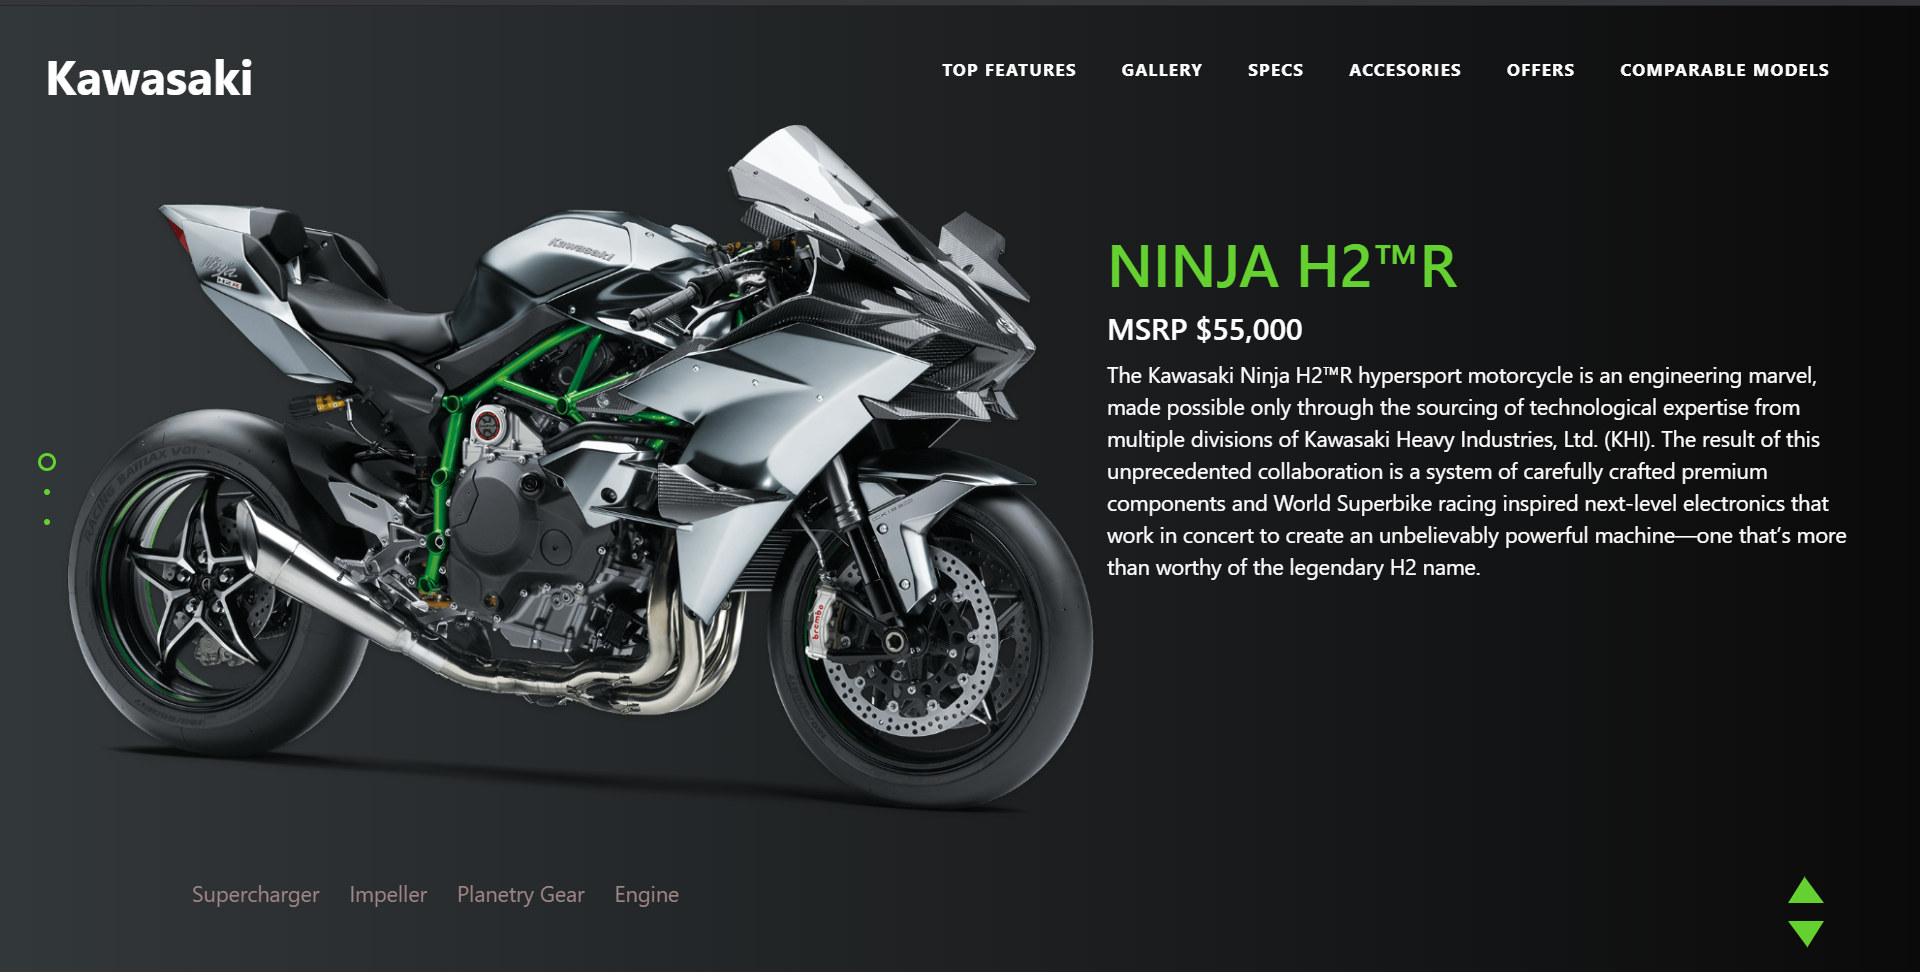 Kawasaki
TOP FEATURES GALLERY SPECS ACCESORIES OFFERS COMPARABLE MODELS
Kawasaki
Ninja
brembo
NINJA H2™R
MSRP $55,000
The Kawasaki Ninja H2™R hypersport motorcycle is an engineering marvel,
made possible only through the sourcing of technological expertise from
multiple divisions of Kawasaki Heavy Industries, Ltd. (KHI). The result of this
unprecedented collaboration is a system of carefully crafted premium
components and World Superbike racing inspired next-level electronics that
work in concert to create an unbelievably powerful machine—one that’s more
than worthy of the legendary H2 name.
Supercharger Impeller Planetry Gear Engine